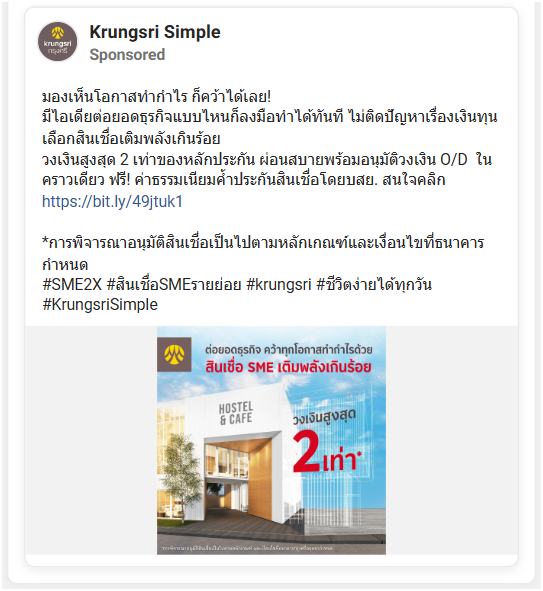 Krungsri Simple
Sponsored
krungsri
กรุงศรี
มองเห็นโอกาสทำกำไร ก็คว้าได้เลย!
มีไอเดียต่อยอดธุรกิจแบบไหนก็ลงมือทำได้ทันที ไม่ติดปัญหาเรื่องเงินทุน
เลือกสินเชื่อเติมพลังเกินร้อย
วงเงินสูงสุด 2 เท่าของหลักประกัน ผ่อนสบายพร้อมอนุมัติวงเงิน O/D ใน
คราวเดียว ฟรี! ค่าธรรมเนียมค้ำประกันสินเชื่อโดยบสย. สนใจคลิก
https://bit.ly/49jtuk1
*การพิจารณาอนุมัติสินเชื่อเป็นไปตามหลักเกณฑ์และเงื่อนไขที่ธนาคาร
กำหนด
#SME2X #สินเชื่อSMEรายย่อย #krungsri #ชีวิตง่ายได้ทุกวัน
#KrungsriSimple
ต่อยอดธุรกิจ คว้าทุกโอกาสทำกำไรด้วย
สินเชื่อ SME เติมพลังเกินร้อย
HOSTEL
& CAFE
วงเงินสูงสุด
2เท่า*